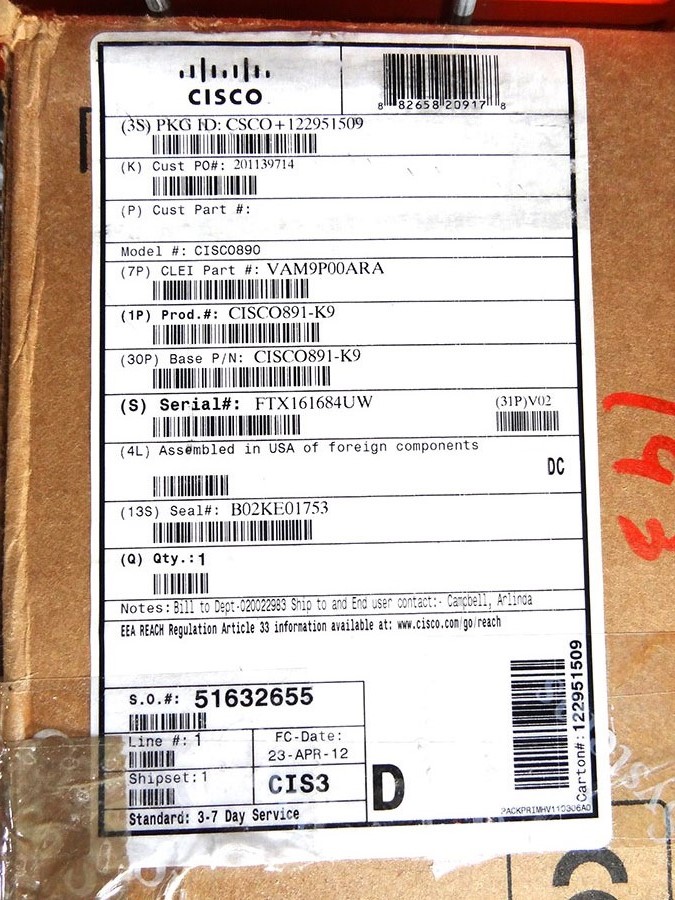 CISCO
8 82658 20917 8
(3S) PKG ID: CSCO+122951509
(K) Cust PO#: 201139714
(P) Cust Part #:
Model #: CISCO890
(7P) CLEI Part #: VAM9P00ARA
(1P) Prod.#: CISCO891-K9
(30P) Base P/N: CISCO891-K9
(S) Serial#: FTX161684UW
(31P)V02
(4L) Assembled in USA of foreign components
DC
(13S) Seal#: B02KE01753
(Q) Qty.:1
Notes: Bill to Dept-020022983 Ship to and End user contact:- Campbell, Arlinda
EEA REACH Regulation Article 33 information available at: www.cisco.com/go/reach
S.O.#: 51632655
Line #: 1
FC-Date:
23-APR-12
Shipset:1
CIS3
Standard: 3-7 Day Service
D
Carton#:122951509
143